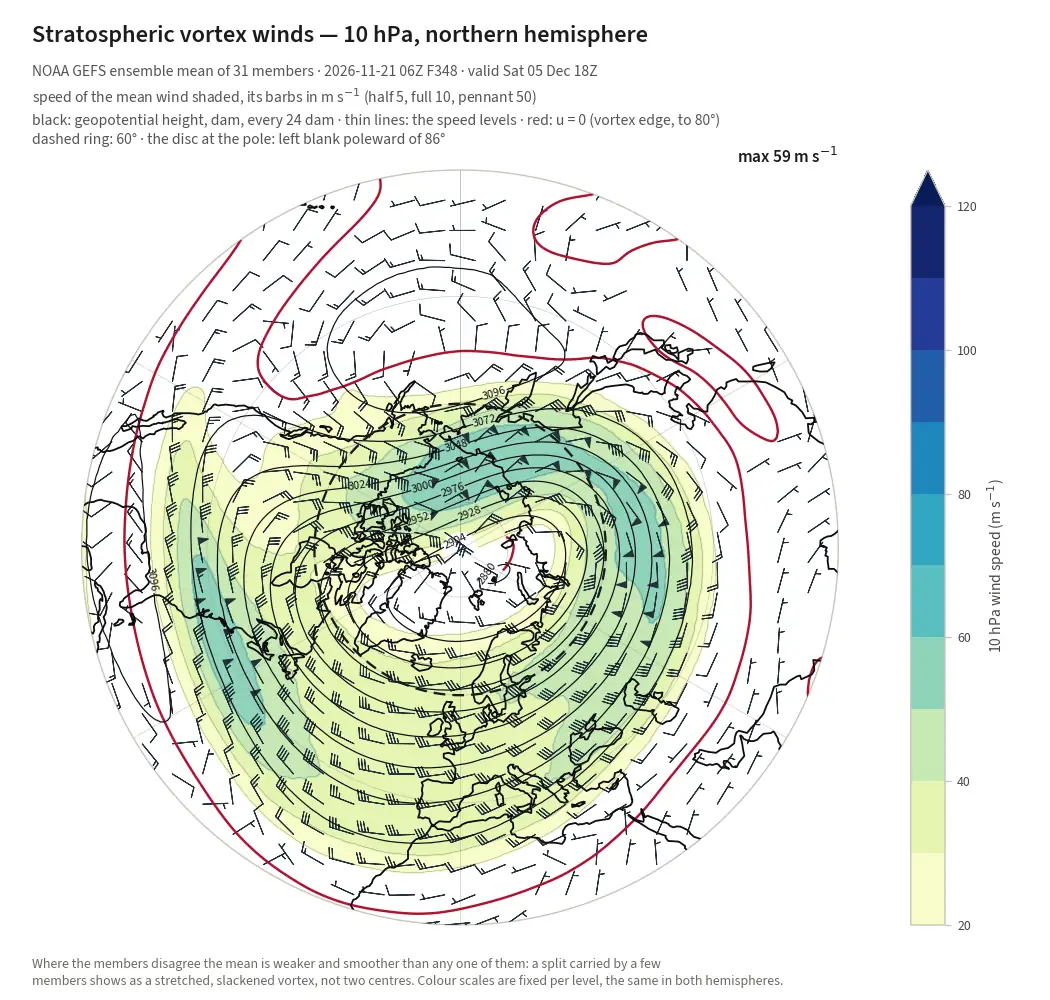 Stratospheric vortex winds — 10 hPa, northern hemisphere
NOAA GEFS ensemble mean of 31 members · 2026-11-21 06Z F348 · valid Sat 05 Dec 18Z
speed of the mean wind shaded, its barbs in m s⁻¹ (half 5, full 10, pennant 50)
black: geopotential height, dam, every 24 dam · thin lines: the speed levels · red: u = 0 (vortex edge, to 80°)
dashed ring: 60° · the disc at the pole: left blank poleward of 86°
max 59 m s⁻¹
120
100
80
60
40
20
10 hPa wind speed (m s⁻¹)
3096
3072
3048
3024
3000
2976
2952
2928
2904
2880
3096
Where the members disagree the mean is weaker and smoother than any one of them: a split carried by a few
members shows as a stretched, slackened vortex, not two centres. Colour scales are fixed per level, the same in both hemispheres.